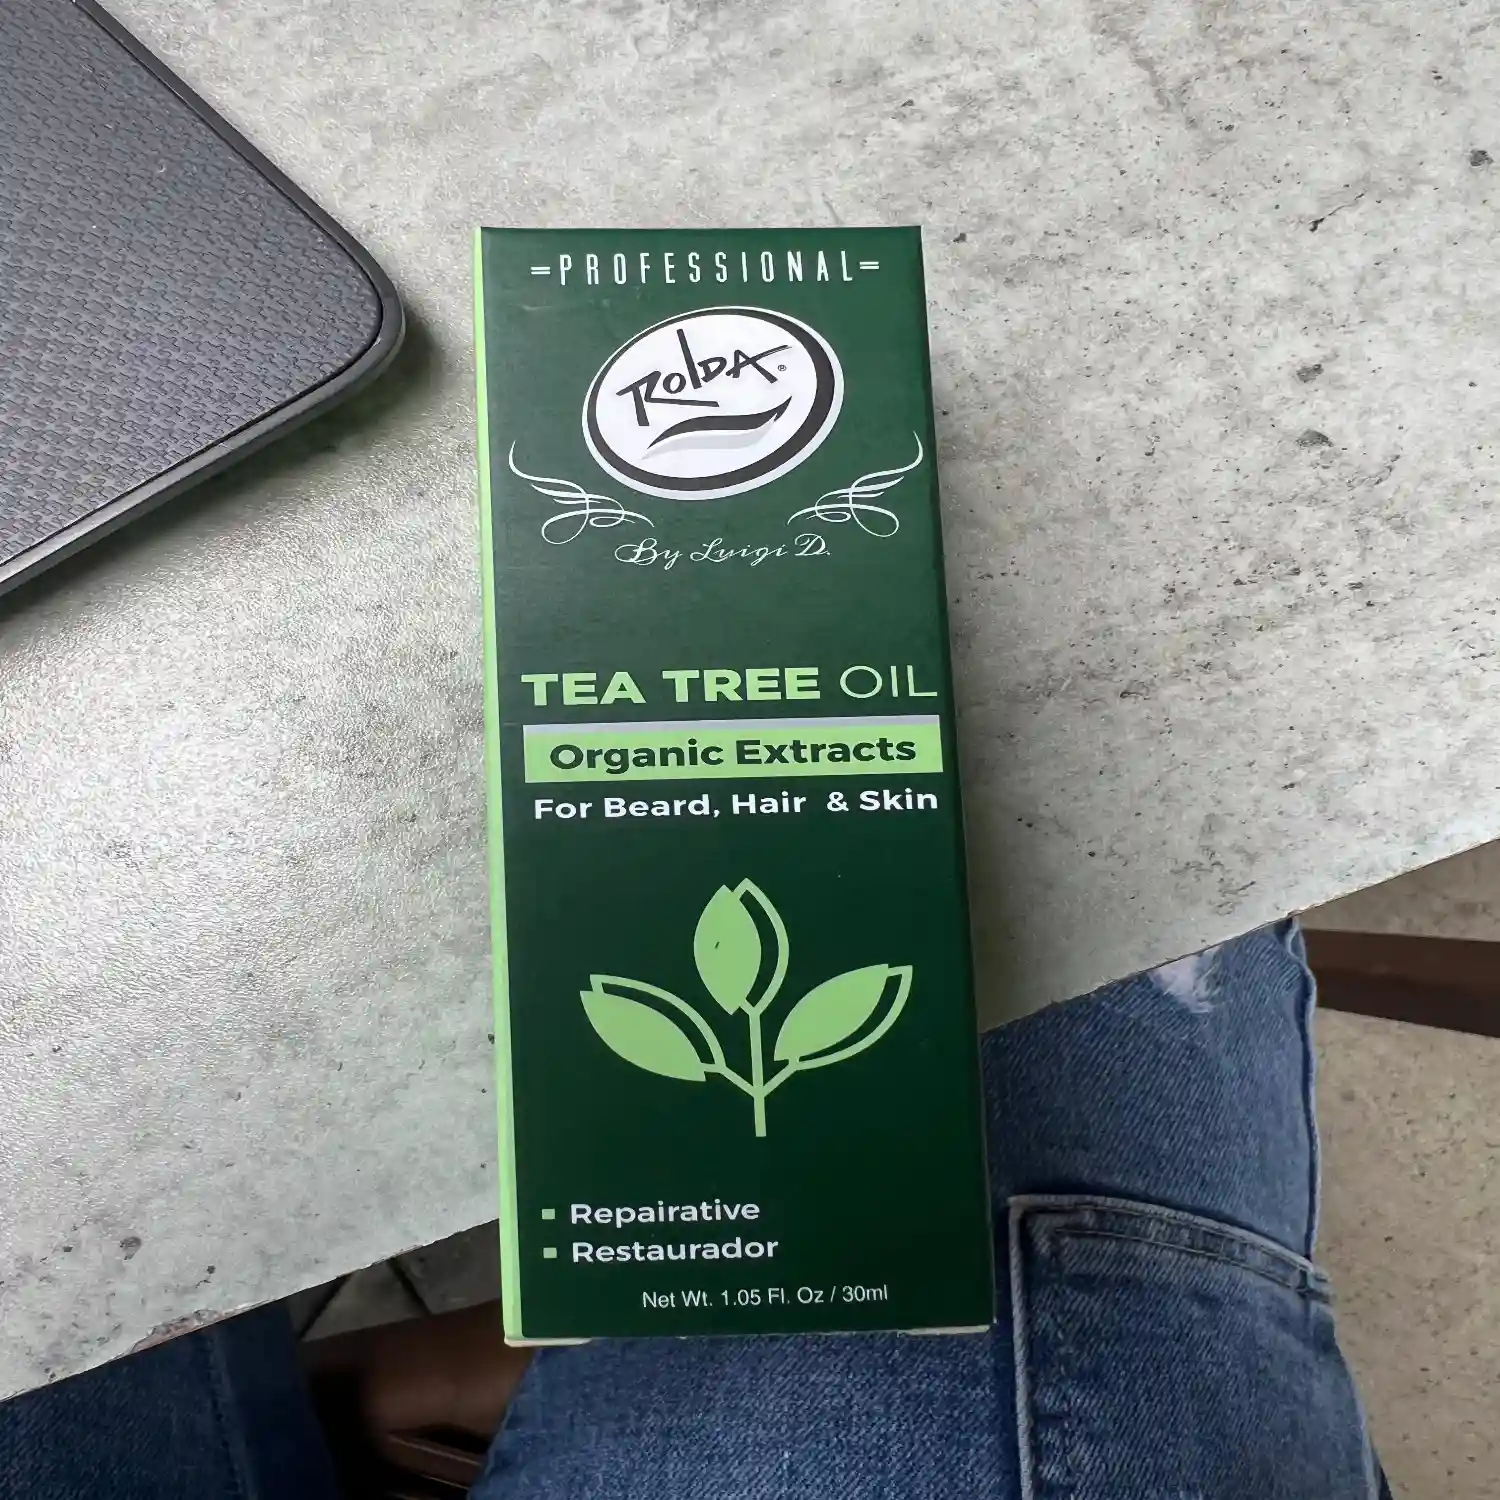 =PROFESSIONAL=
ROLDA®
By Luigi D.
TEA TREE OIL
Organic Extracts
For Beard, Hair & Skin
Repairative
Restaurador
Net Wt. 1.05 Fl. Oz / 30ml